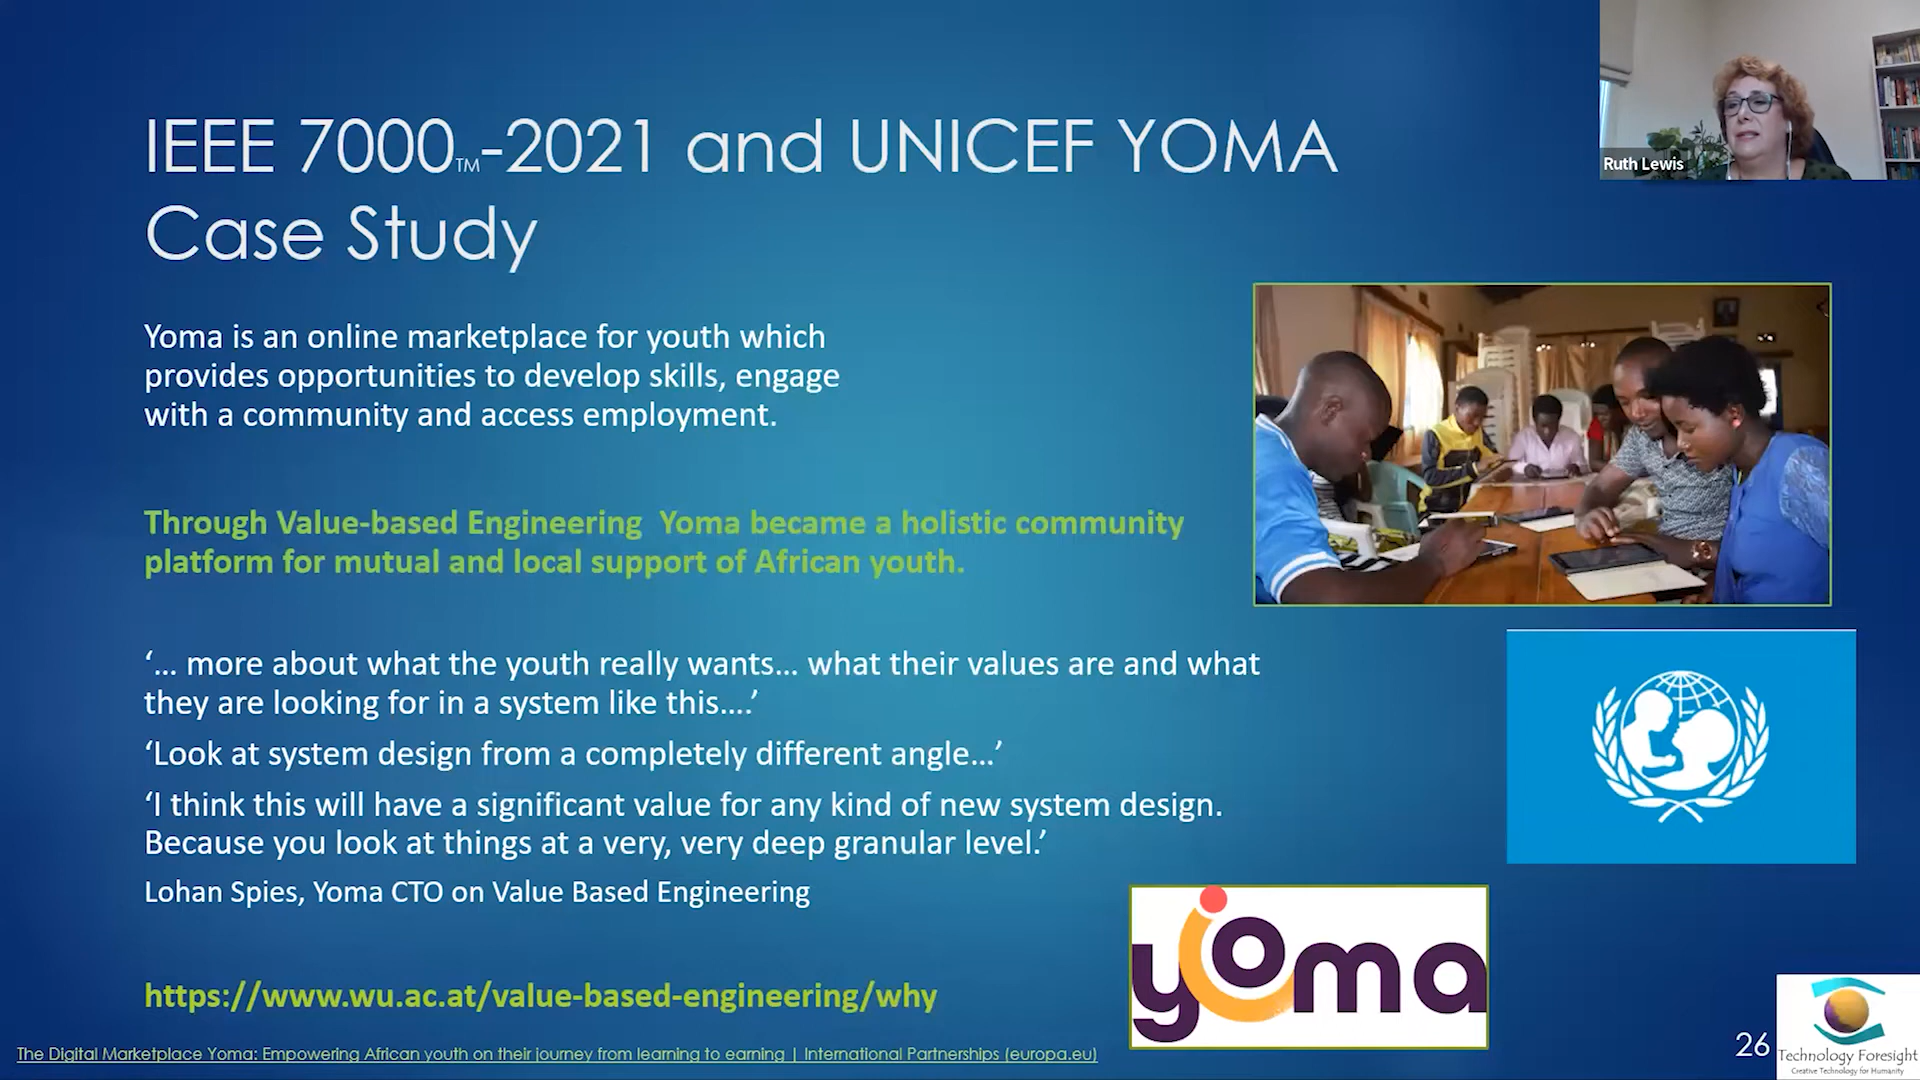 IEEE 7000™-2021 and UNICEF YOMA
Case Study
Ruth Lewis
Yoma is an online marketplace for youth which
provides opportunities to develop skills, engage
with a community and access employment.
Through Value-based Engineering  Yoma became a holistic community
platform for mutual and local support of African youth.
‘… more about what the youth really wants… what their values are and what
they are looking for in a system like this….’
‘Look at system design from a completely different angle…’
‘I think this will have a significant value for any kind of new system design.
Because you look at things at a very, very deep granular level.’
Lohan Spies, Yoma CTO on Value Based Engineering
yoma
https://www.wu.ac.at/value-based-engineering/why
The Digital Marketplace Yoma: Empowering African youth on their journey from learning to earning | International Partnerships (europa.eu)
26
Technology Foresight
Creative Technology for Humanity